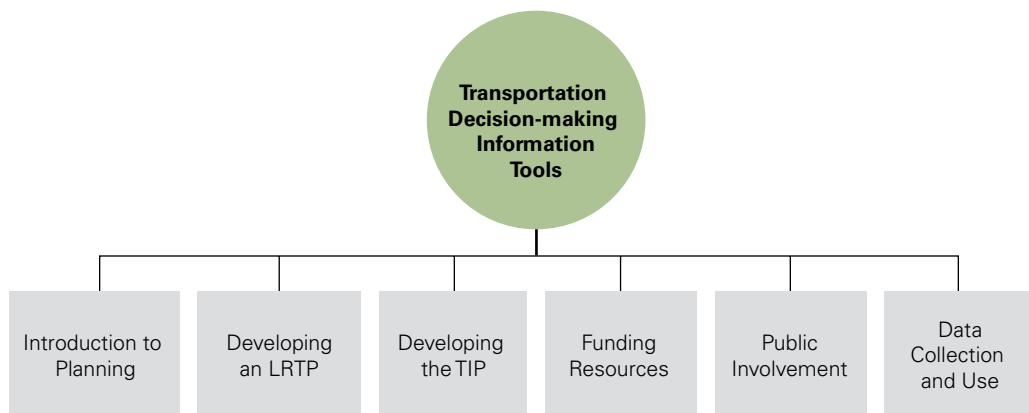 Transportation
Decision-making
Information
Tools
Introduction to
Planning
Developing
an LRTP
Developing
the TIP
Funding
Resources
Public
Involvement
Data
Collection
and Use